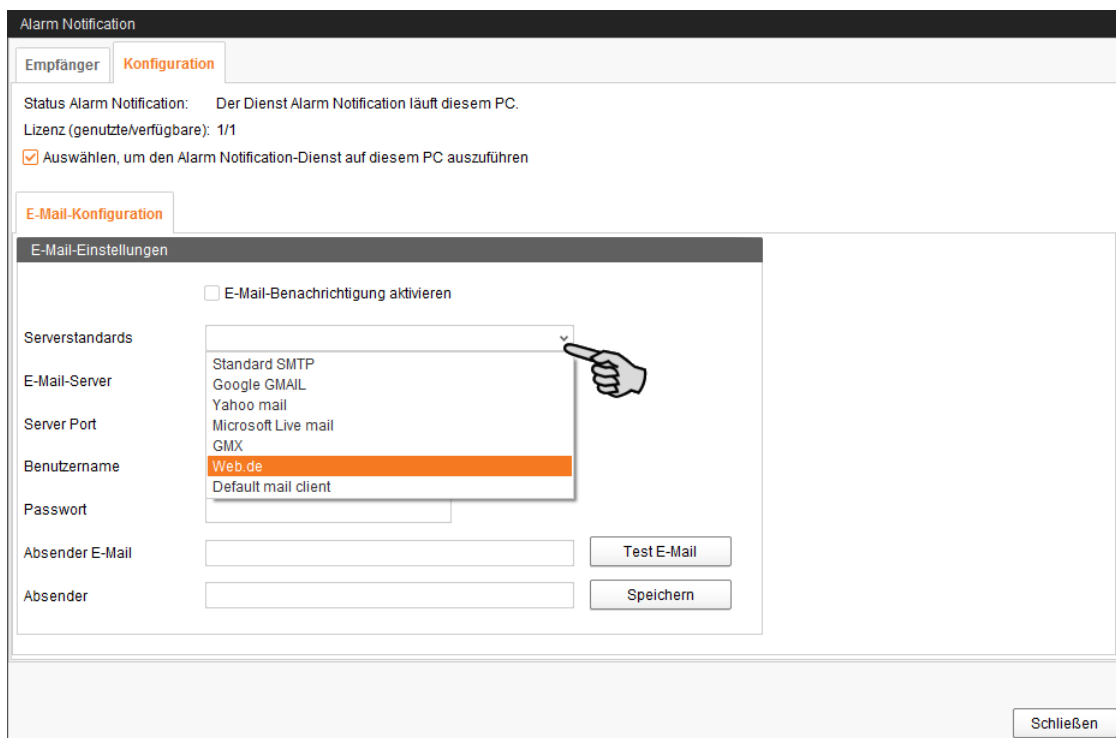 Alarm Notification
Empfänger Konfiguration
Status Alarm Notification: Der Dienst Alarm Notification läuft diesem PC.
Lizenz (genutzte/verfügbare): 1/1
Auswählen, um den Alarm Notification-Dienst auf diesem PC auszuführen
E-Mail-Konfiguration
E-Mail-Einstellungen
E-Mail-Benachrichtigung aktivieren
Serverstandards
Standard SMTP
E-Mail-Server
Google GMAIL
Yahoo mail
Server Port
Microsoft Live mail
GMX
Benutzername
Web.de
Default mail client
Passwort
Absender E-Mail
Test E-Mail
Absender
Speichern
Schließen